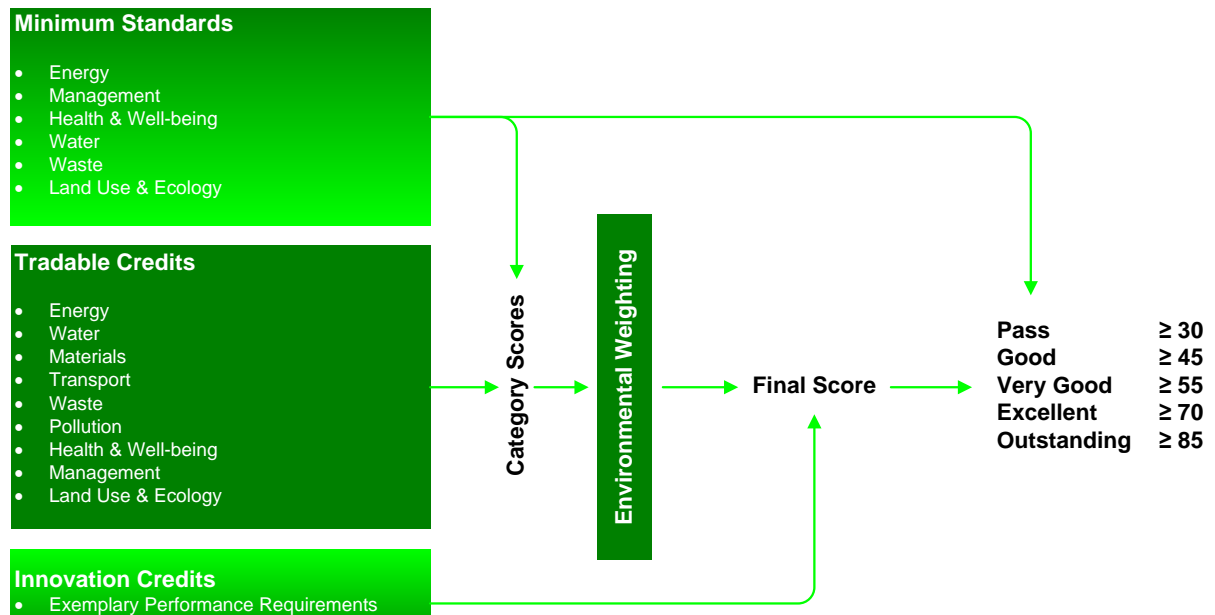 Minimum Standards
• Energy
• Management
• Health & Well-being
• Water
• Waste
• Land Use & Ecology
Tradable Credits
• Energy
• Water
• Materials
• Transport
• Waste
• Pollution
• Health & Well-being
• Management
• Land Use & Ecology
Innovation Credits
• Exemplary Performance Requirements
Category Scores
Environmental Weighting
Final Score
Pass ≥ 30
Good ≥ 45
Very Good ≥ 55
Excellent ≥ 70
Outstanding ≥ 85